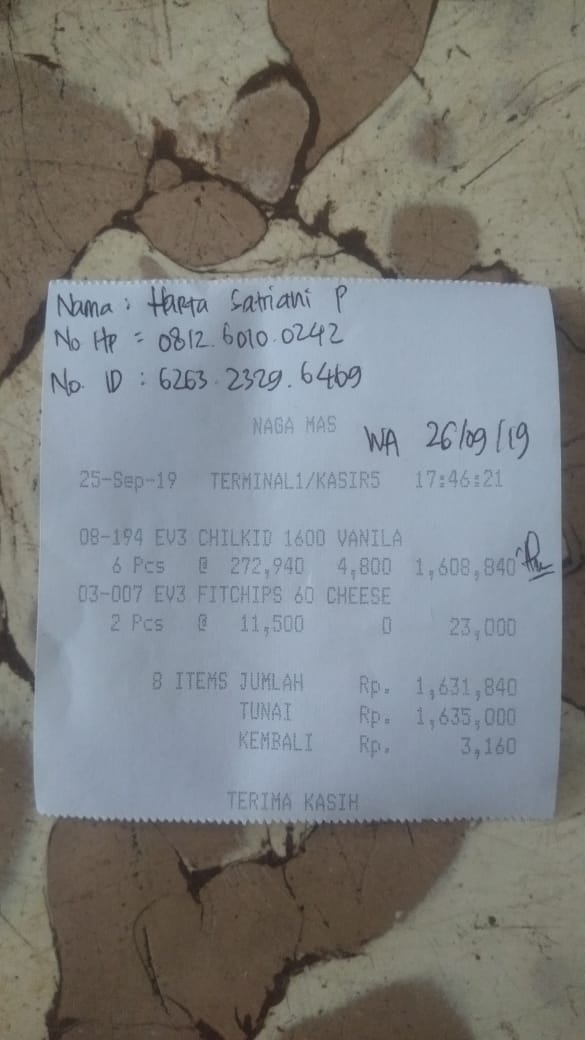 Nama : Harta Satriani P
No Hp = 0812.6010.0242
No. ID : 6263.2329.6469
NAGA MAS
WA 26/09/19
25-Sep-19 TERMINAL1/KASIR5 17:46:21
08-194 EV3 CHILKID 1600 VANILA
6 Pcs @ 272,940 4,800 1,608,840
03-007 EV3 FITCHIPS 60 CHEESE
2 Pcs @ 11,500 0 23,000
8 ITEMS JUMLAH Rp. 1,631,840
TUNAI Rp. 1,635,000
KEMBALI Rp. 3,160
TERIMA KASIH